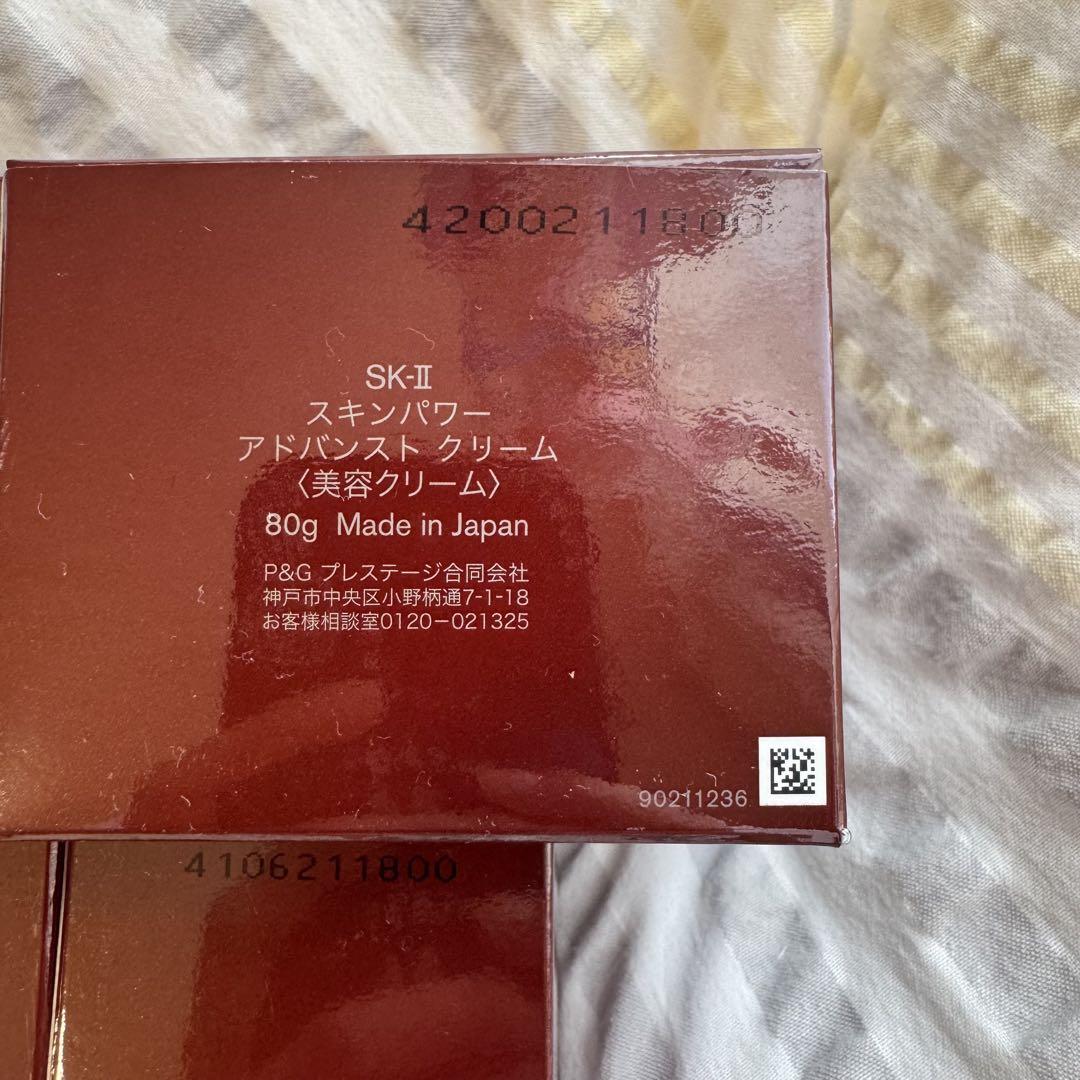 4200211800
SK-Ⅱ
スキンパワー
アドバンスト クリーム
〈美容クリーム〉
80g Made in Japan
P&G プレステージ合同会社
神戸市中央区小野柄通7-1-18
お客様相談室0120-021325
90211236
4106211800